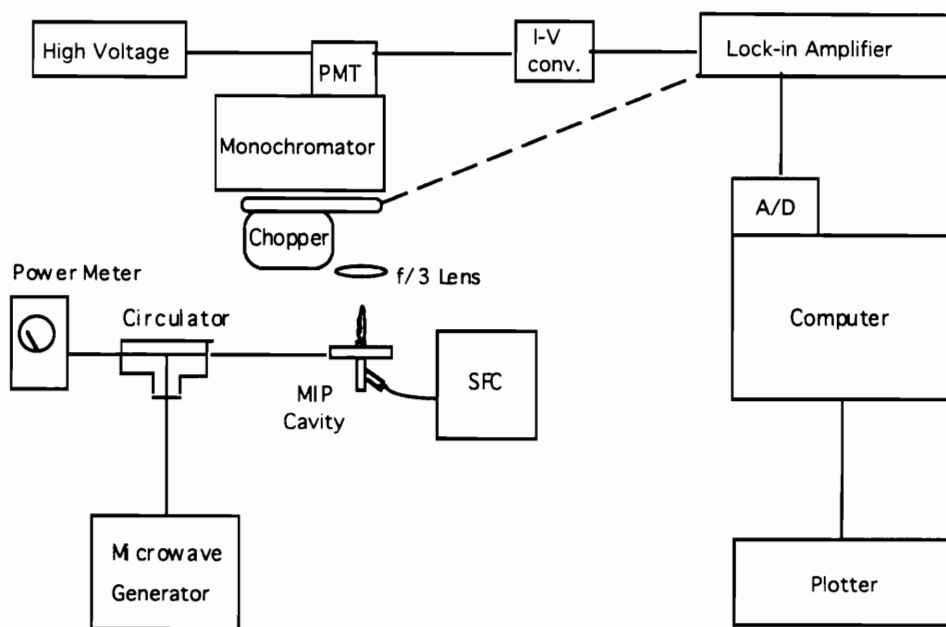 High Voltage
PMT
I-V
conv.
Lock-in Amplifier
Monochromator
Chopper
A/D
f/3 Lens
Power Meter
Circulator
Computer
MIP
Cavity
SFC
Microwave
Generator
Plotter